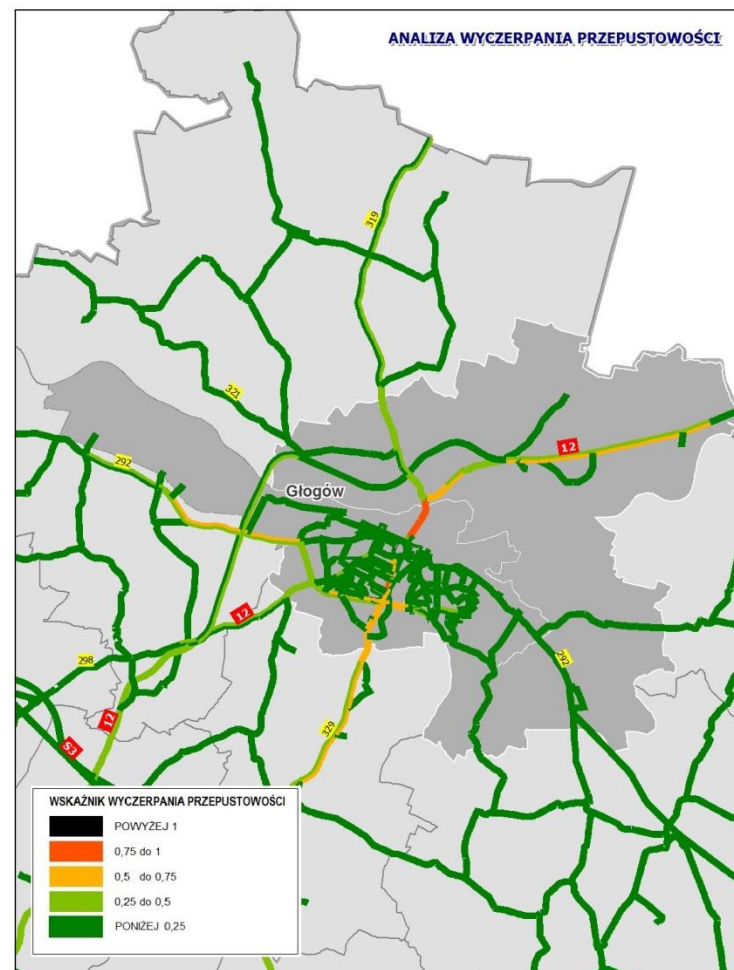 ANALIZA WYCZERPANIA PRZEPUSTOWOŚCI
319
321
12
292
Głogów
12
298
292
12
S3
329
WSKAŹNIK WYCZERPANIA PRZEPUSTOWOŚCI
POWYŻEJ 1
0,75 do 1
0,5 do 0,75
0,25 do 0,5
PONIŻEJ 0,25